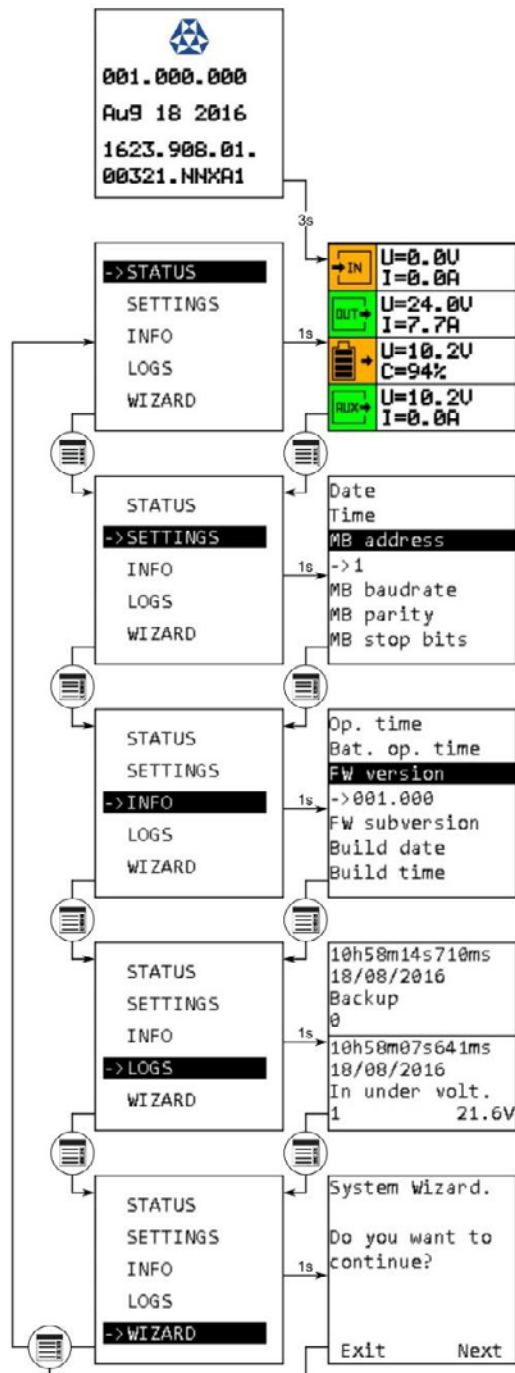 001.000.000
Aug 18 2016
1623.908.01.
00321.NNXA1
3s
->STATUS
SETTINGS
INFO
LOGS
WIZARD
1s
IN
U=0.0V
I=0.0A
OUT
U=24.0V
I=7.7A
U=10.2V
C=94%
AUX
U=10.2V
I=0.0A
STATUS
->SETTINGS
INFO
LOGS
WIZARD
1s
Date
Time
MB address
->1
MB baudrate
MB parity
MB stop bits
STATUS
SETTINGS
->INFO
LOGS
WIZARD
1s
Op. time
Bat. op. time
FW version
->001.000
FW subversion
Build date
Build time
STATUS
SETTINGS
INFO
->LOGS
WIZARD
1s
10h58m14s710ms
18/08/2016
Backup
0
10h58m07s641ms
18/08/2016
In under volt.
1 21.6V
STATUS
SETTINGS
INFO
LOGS
->WIZARD
1s
System Wizard.
Do you want to
continue?
Exit Next